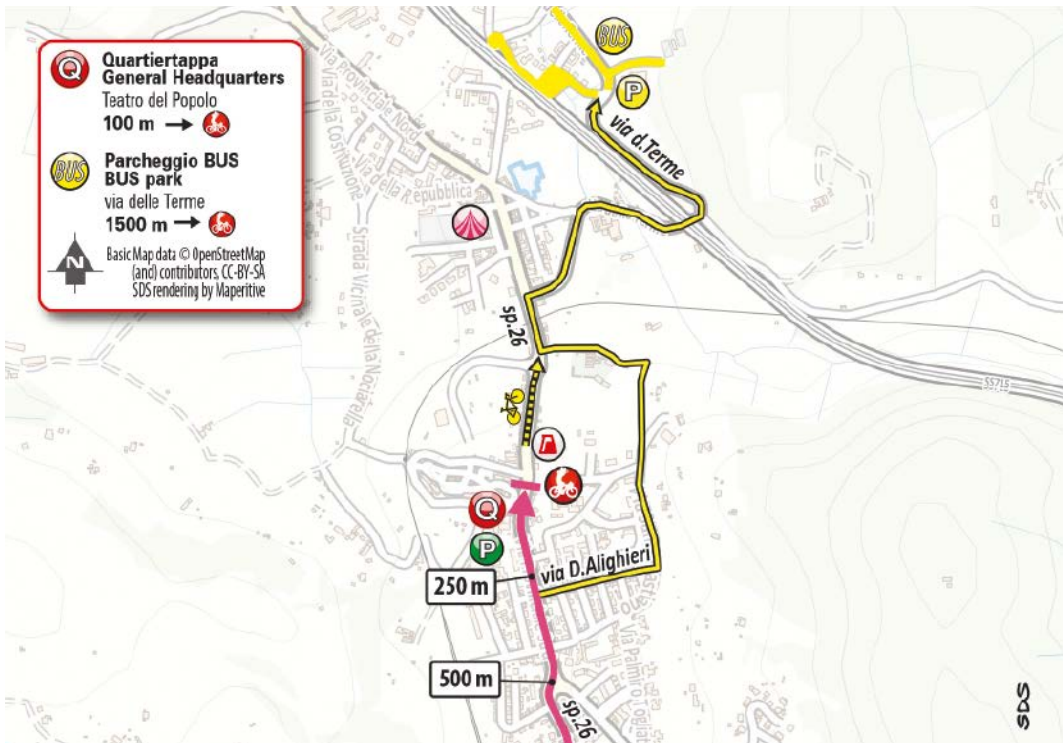 Q
Quartiertappa
General Headquarters
Teatro del Popolo
100 m
BUS
Parcheggio BUS
BUS park
via delle Terme
1500 m
N
Basic Map data © OpenStreetMap
(and) contributors, CC-BY-SA
SDS rendering by Maperitive
Via Provinciale Nord
Via della Costituzione
Strada Vicinale della Nociarella
Via della Repubblica
BUS
P
via d.Terme
sp.26
SS715
Q
P
via D.Alighieri
250 m
500 m
Via Palmiro Togliatti
sp.26
SDS